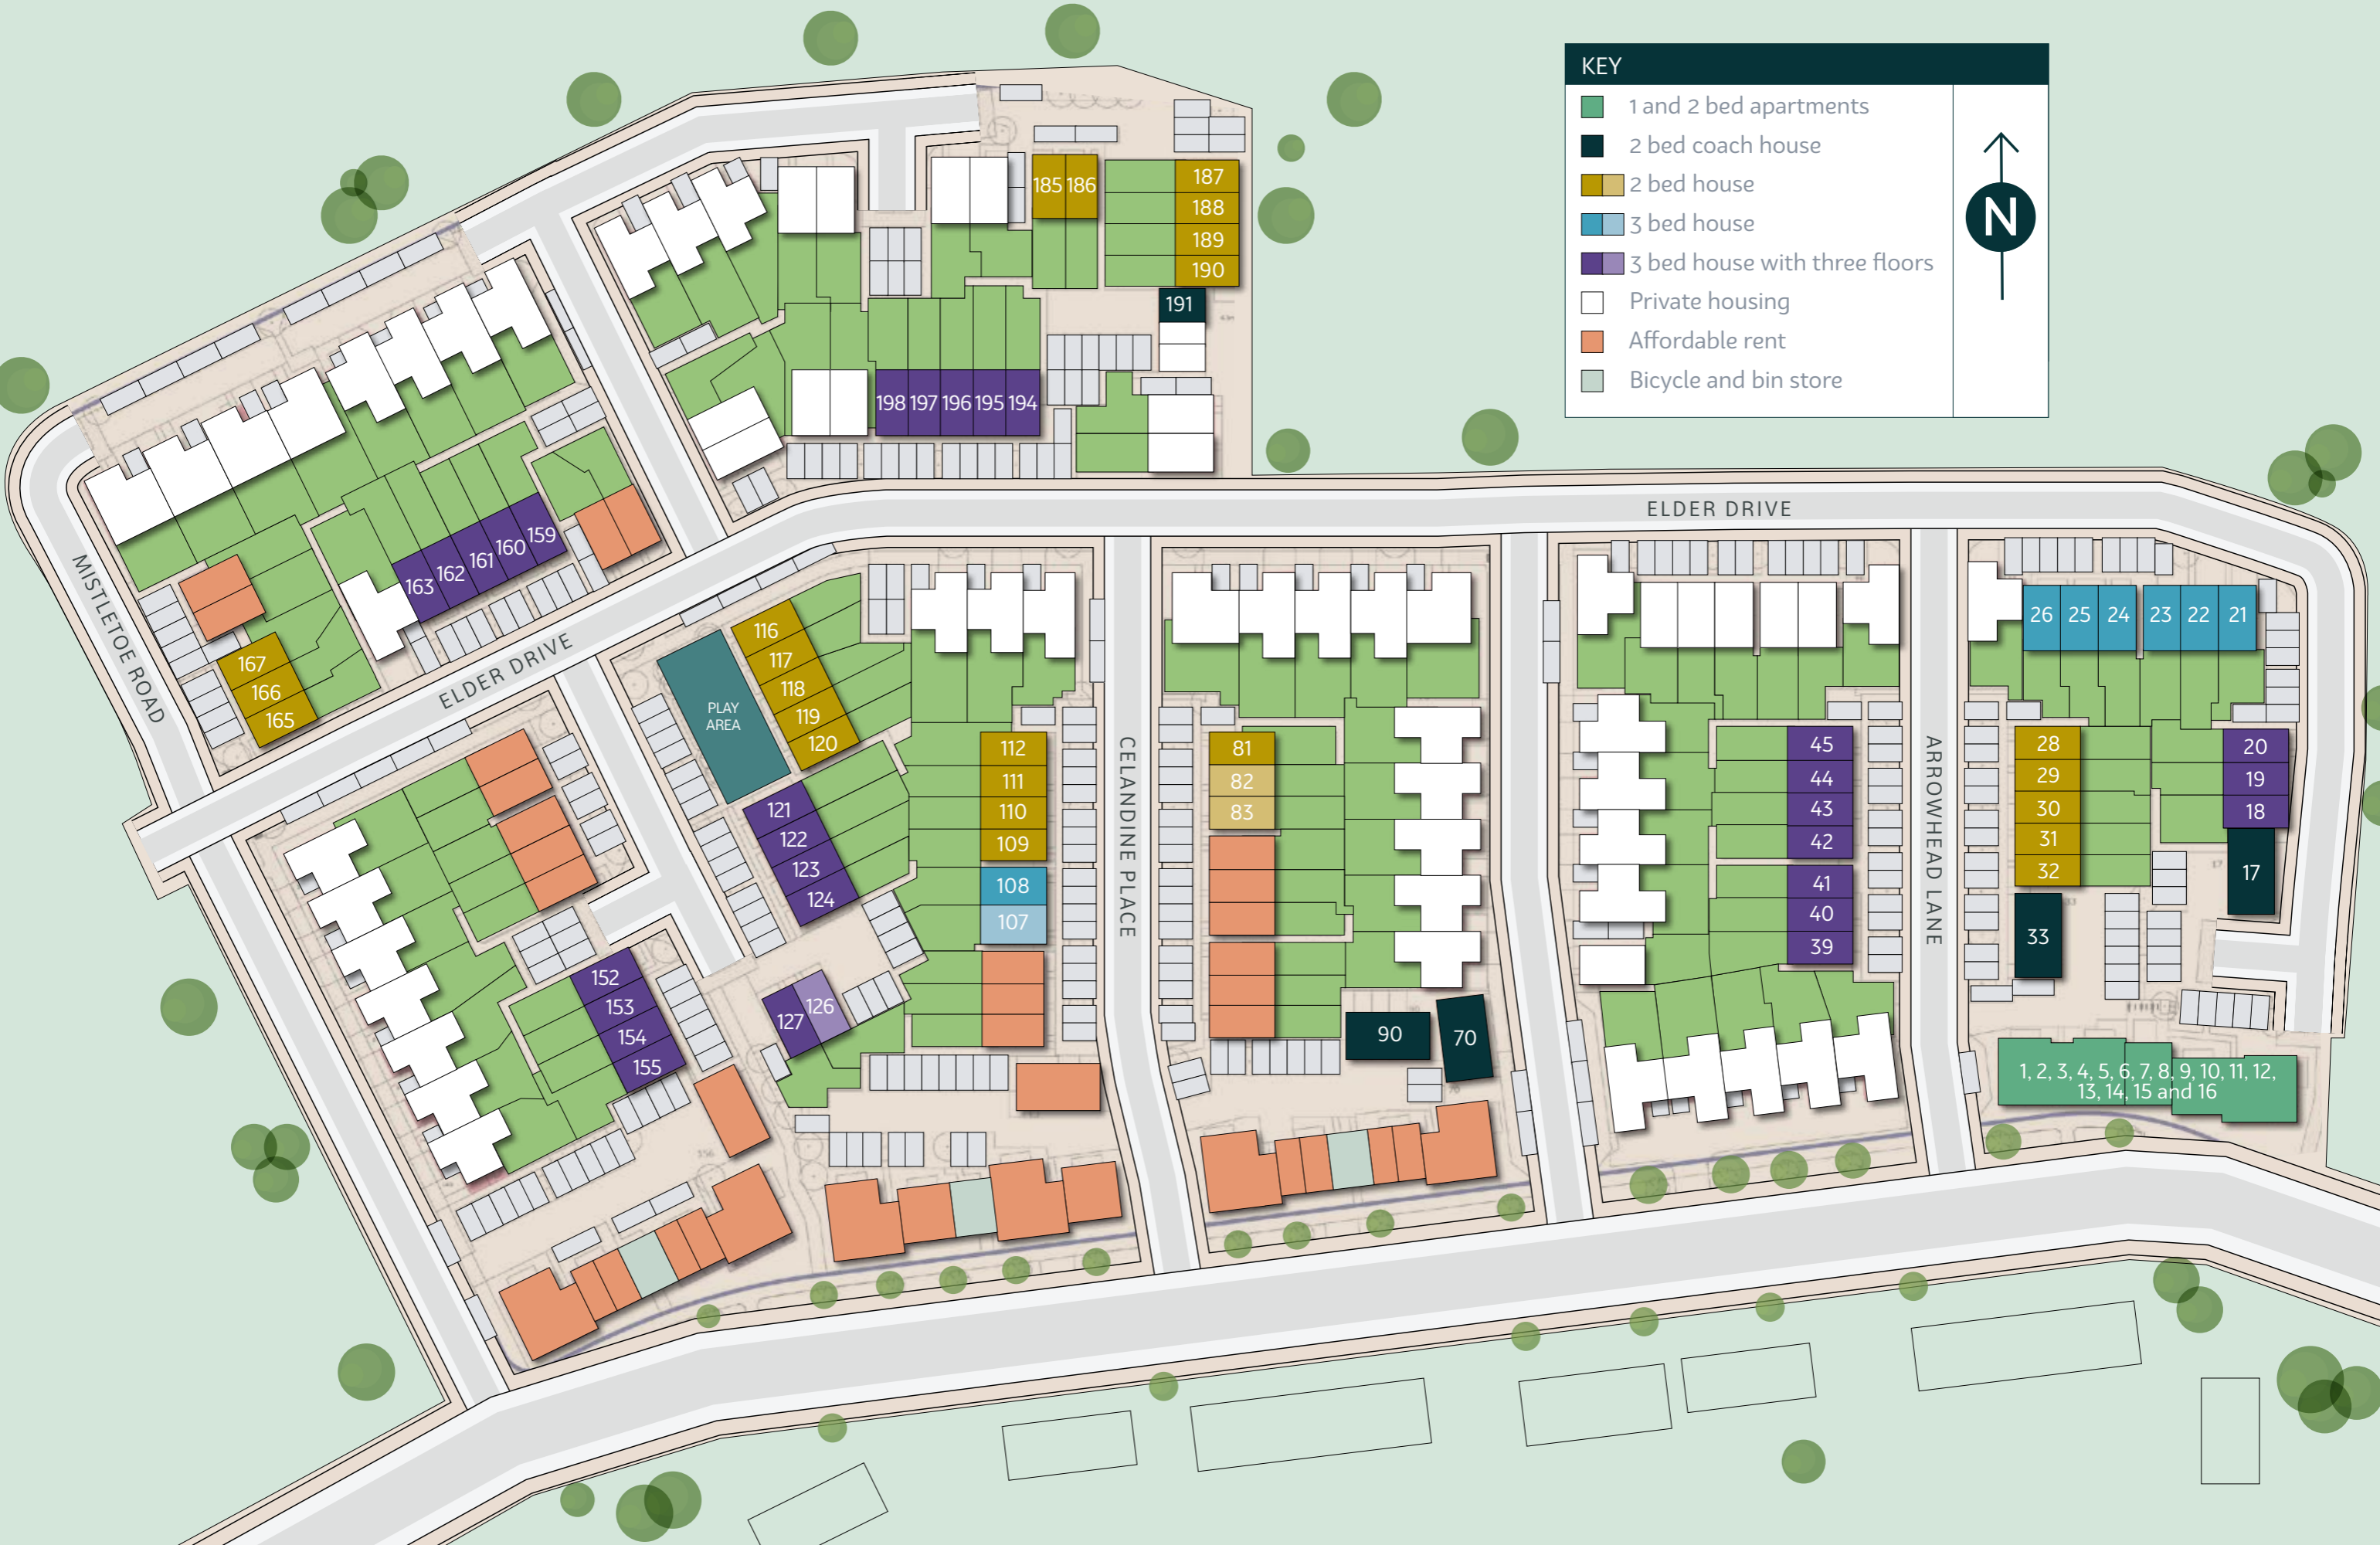 KEY
1 and 2 bed apartments
2 bed coach house
2 bed house
3 bed house
3 bed house with three floors
Private housing
Affordable rent
Bicycle and bin store
N
185 186
187
188
189
190
191
198 197 196 195 194
159
160
161
162
163
167
166
165
MISTLETOE ROAD
ELDER DRIVE
ELDER DRIVE
PLAY
AREA
116
117
118
119
120
121
122
123
124
126
127
152
153
154
155
112
111
110
109
108
107
CELANDINE PLACE
81
82
83
90
70
45
44
43
42
41
40
39
ARROWHEAD LANE
26 25 24 23 22 21
28
29
30
31
32
33
20
19
18
17
1, 2, 3, 4, 5, 6, 7, 8, 9, 10, 11, 12,
13, 14, 15 and 16